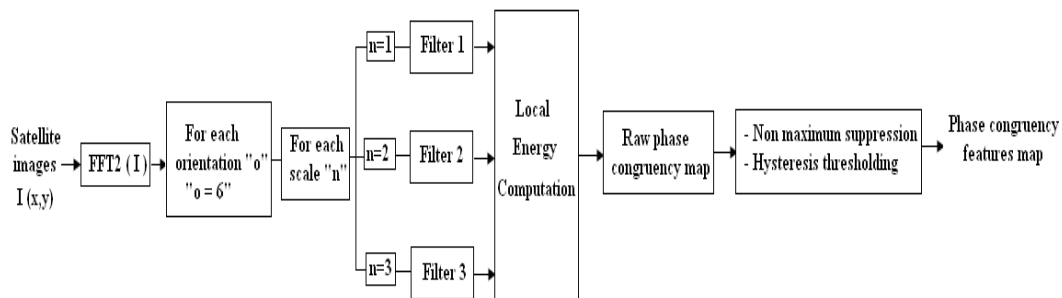 Satellite
images
I (x,y)
FFT2 ( I )
For each
orientation "o"
"o = 6"
For each
scale "n"
n=1
Filter 1
n=2
Filter 2
n=3
Filter 3
Local
Energy
Computation
Raw phase
congruency map
- Non maximum suppression
- Hysteresis thresholding
Phase congruency
features map